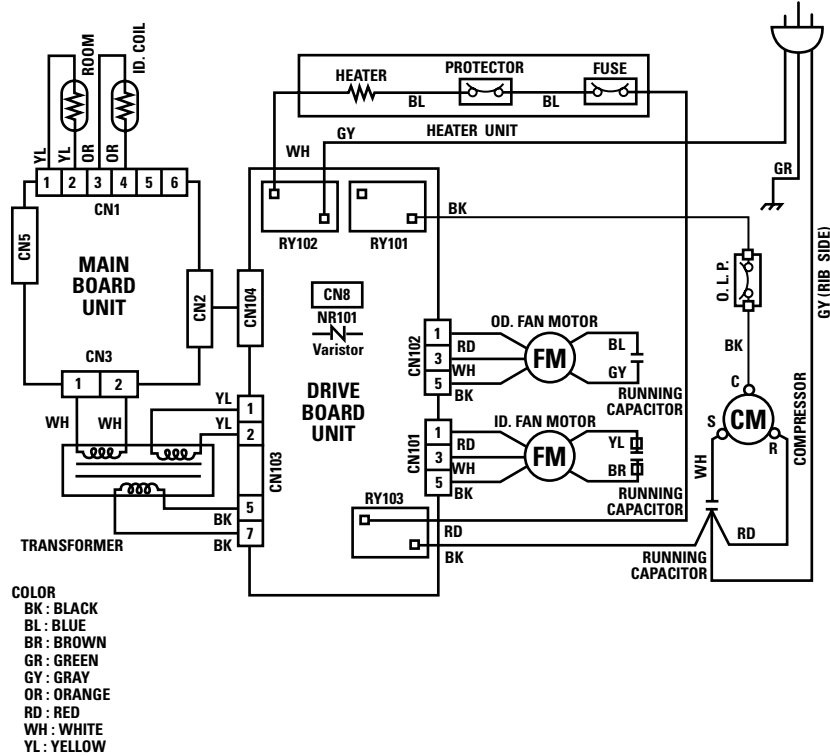 ROOM
ID. COIL
YL
YL
OR
OR
1 2 3 4 5 6
CN1
CN5
MAIN
BOARD
UNIT
CN2
CN104
CN3
1 2
WH
WH
YL
YL
1
2
CN103
5
7
BK
BK
TRANSFORMER
HEATER
BL
PROTECTOR
BL
FUSE
HEATER UNIT
WH
GY
RY102
RY101
BK
CN8
NR101
Varistor
DRIVE
BOARD
UNIT
CN102
1
3
5
RD
WH
BK
OD. FAN MOTOR
FM
BL
GY
RUNNING
CAPACITOR
CN101
1
3
5
RD
WH
BK
ID. FAN MOTOR
FM
YL
BR
RUNNING
CAPACITOR
RY103
RD
BK
GR
GY (RIB SIDE)
O. L. P.
BK
C
S
CM
R
COMPRESSOR
WH
RD
RUNNING
CAPACITOR
COLOR
BK : BLACK
BL : BLUE
BR : BROWN
GR : GREEN
GY : GRAY
OR : ORANGE
RD : RED
WH : WHITE
YL : YELLOW